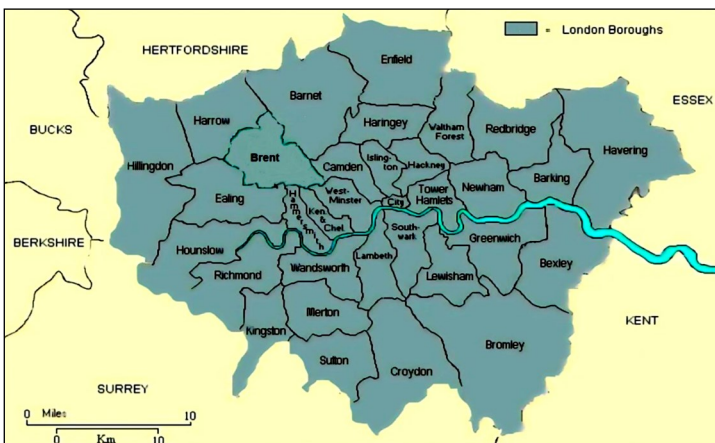 = London Boroughs
HERTFORDSHIRE
Enfield
ESSEX
Barnet
Harrow
Haringey
Waltham
Forest
Redbridge
Havering
BUCKS
Hillingdon
Brent
Camden
Isling-
ton
Hackney
Barking
Ealing
West-
Minster
Tower
Hamlets
Newham
Hammersmith
Ken.
&
Chel.
City
BERKSHIRE
Hounslow
South-
wark
Greenwich
Richmond
Wandsworth
Lambeth
Lewisham
Bexley
Merton
Kingston
KENT
Sutton
Croydon
Bromley
SURREY
0 Miles 10
0 Km 10